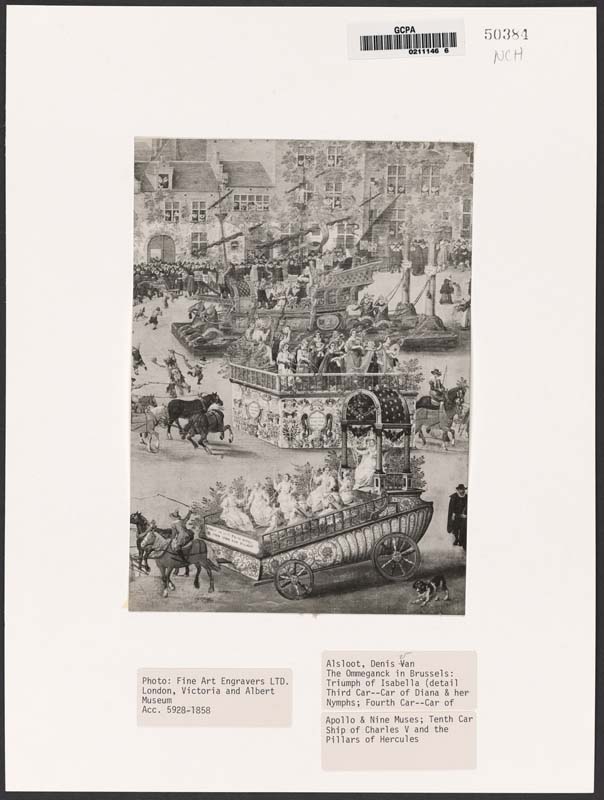 GCPA
0211146 6
50384
NCH
Photo: Fine Art Engravers LTD.
London, Victoria and Albert
Museum
Acc. 5928-1858
Alsloot, Denis Van
The Ommeganck in Brussels:
Triumph of Isabella (detail
Third Car--Car of Diana & her
Nymphs; Fourth Car--Car of
Apollo & Nine Muses; Tenth Car
Ship of Charles V and the
Pillars of Hercules